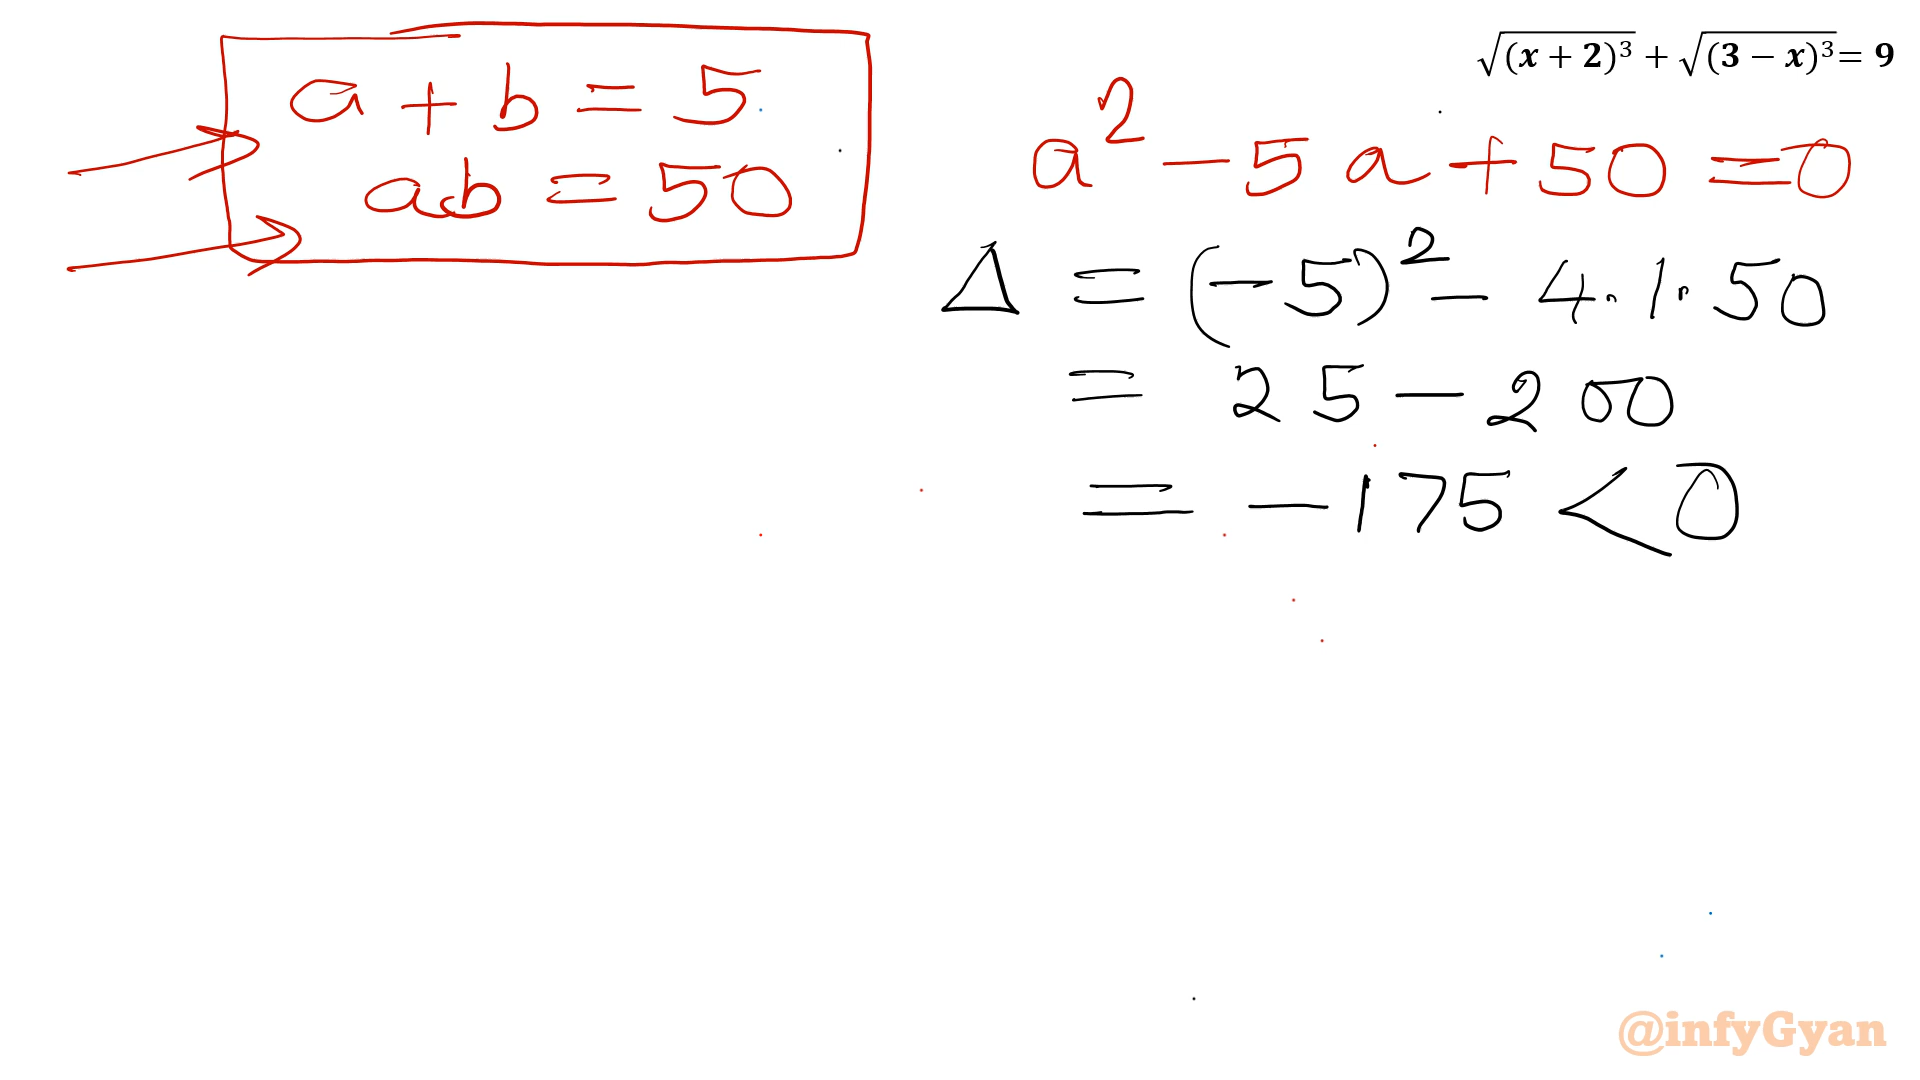 a + b = 5
ab = 50
√(x + 2)³ + √(3 − x)³ = 9
a² − 5a + 50 = 0
Δ = (−5)² − 4·1·50
= 25 − 200
= −175 < 0
@infyGyan